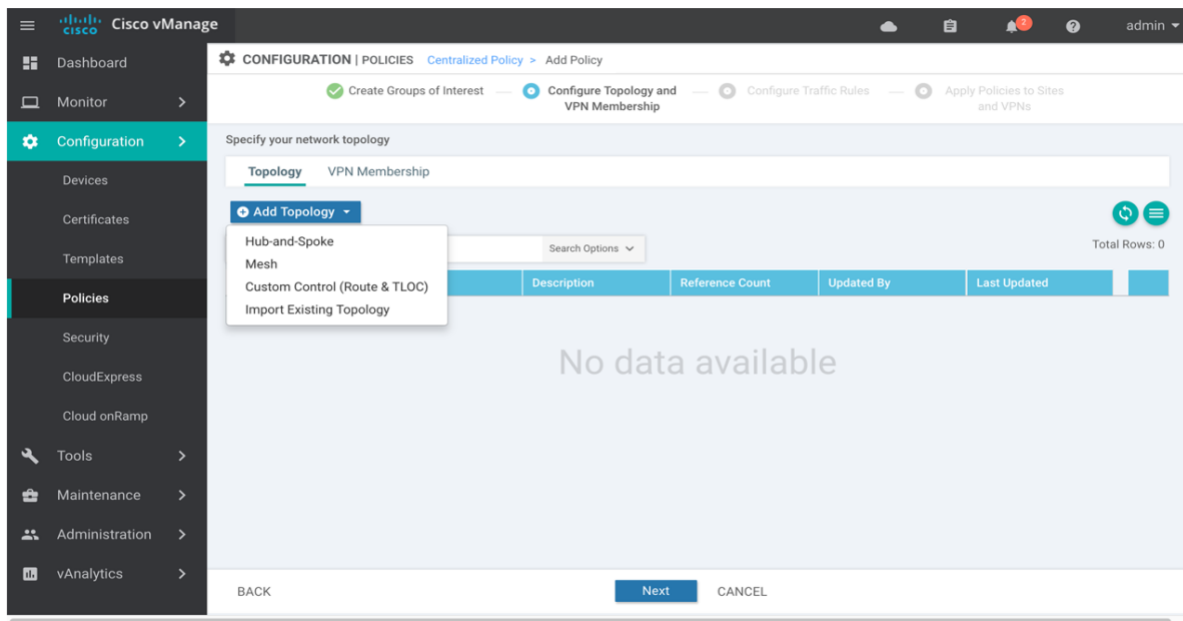 cisco Cisco vManage 2 admin
Dashboard
Monitor
Configuration
Devices
Certificates
Templates
Policies
Security
CloudExpress
Cloud onRamp
Tools
Maintenance
Administration
vAnalytics
CONFIGURATION | POLICIES Centralized Policy > Add Policy
Create Groups of Interest Configure Topology and Configure Traffic Rules Apply Policies to Sites
VPN Membership and VPNs
Specify your network topology
Topology VPN Membership
Add Topology
Hub-and-Spoke
Mesh
Custom Control (Route & TLOC)
Import Existing Topology
Search Options Total Rows: 0
Description Reference Count Updated By Last Updated
No data available
BACK Next CANCEL